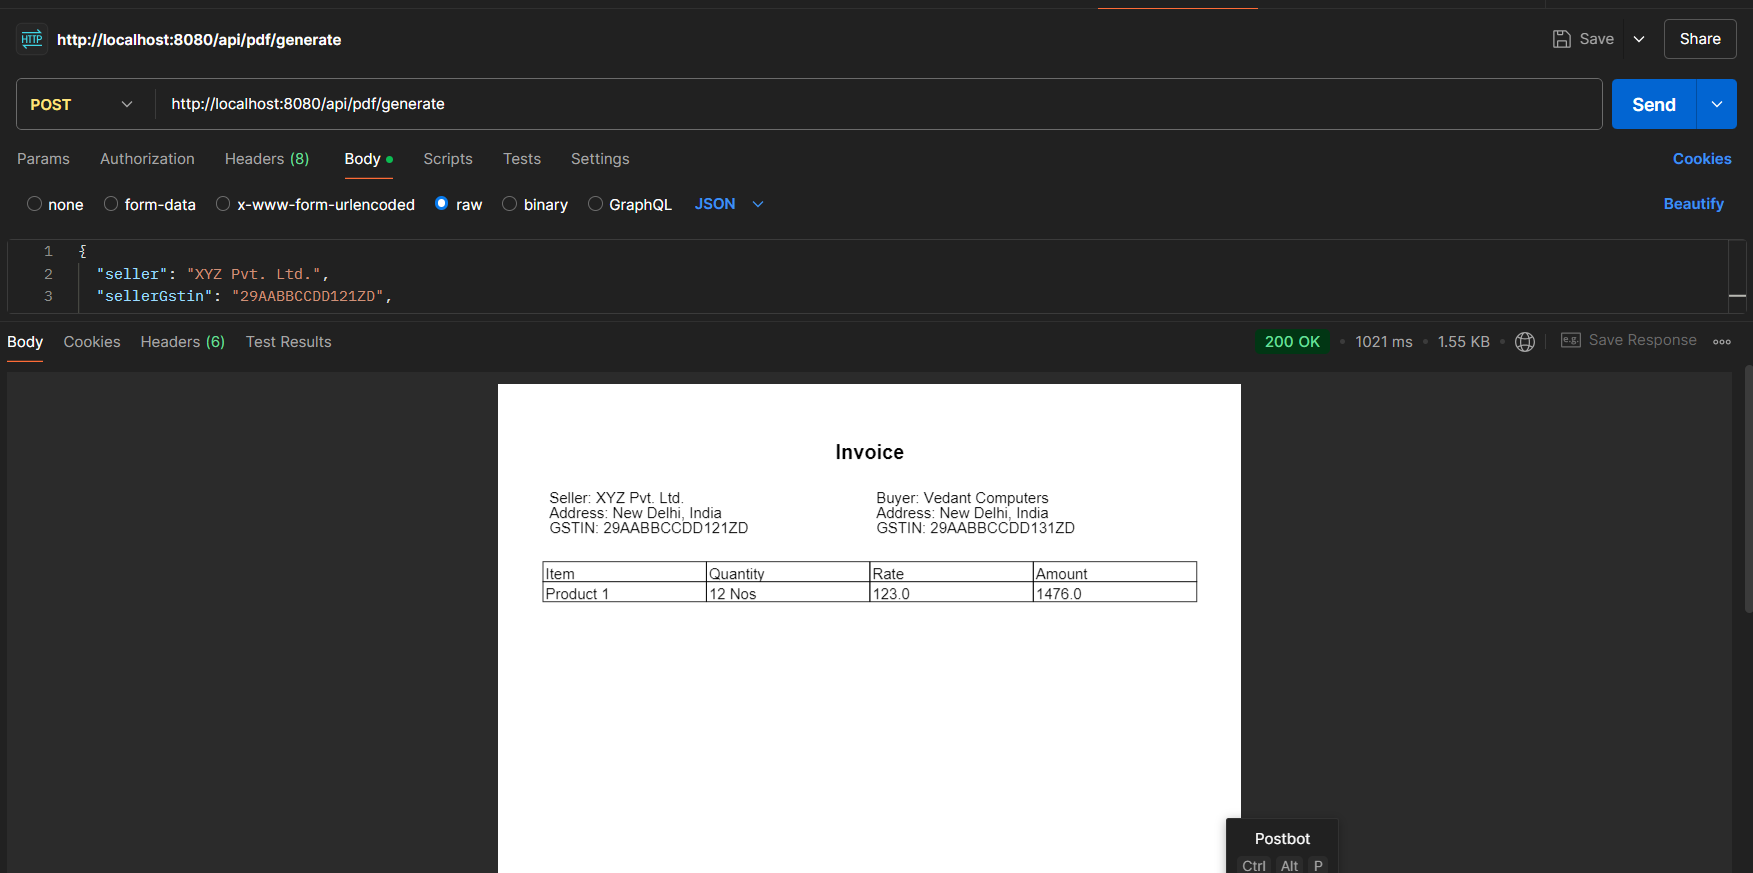 HTTP http://localhost:8080/api/pdf/generate Save Share
POST http://localhost:8080/api/pdf/generate Send
Params Authorization Headers (8) Body Scripts Tests Settings Cookies
none form-data x-www-form-urlencoded raw binary GraphQL JSON Beautify
1 {
2 "seller": "XYZ Pvt. Ltd.",
3 "sellerGstin": "29AABBCCDD121ZD",
Body Cookies Headers (6) Test Results 200 OK • 1021 ms • 1.55 KB • e.g. Save Response
Invoice
Seller: XYZ Pvt. Ltd. Buyer: Vedant Computers
Address: New Delhi, India Address: New Delhi, India
GSTIN: 29AABBCCDD121ZD GSTIN: 29AABBCCDD131ZD
Item Quantity Rate Amount
Product 1 12 Nos 123.0 1476.0
Postbot
Ctrl Alt P